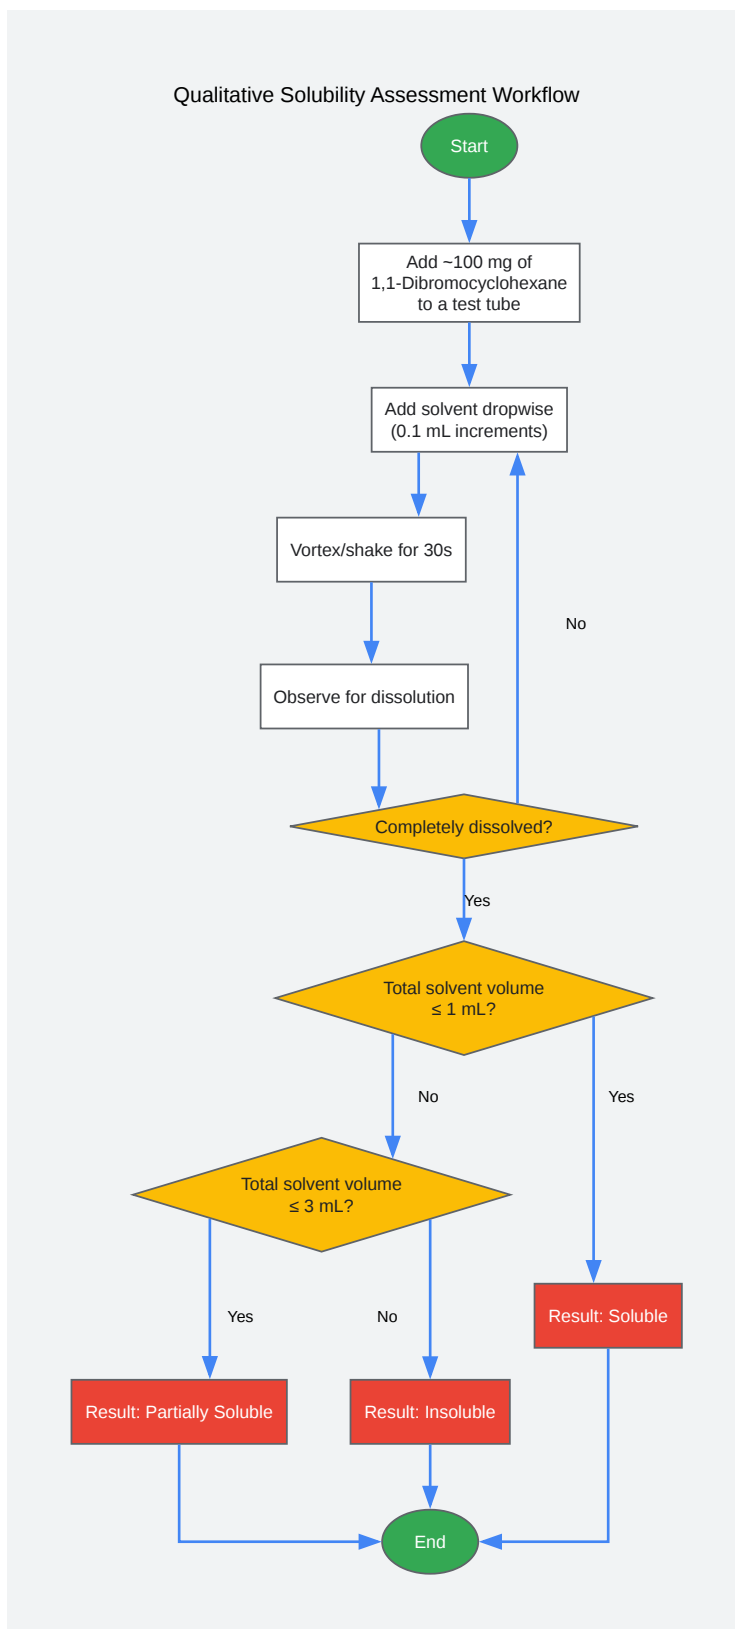 Qualitative Solubility Assessment Workflow
Start
Add ~100 mg of
1,1-Dibromocyclohexane
to a test tube
Add solvent dropwise
(0.1 mL increments)
Vortex/shake for 30s
No
Observe for dissolution
Completely dissolved?
Yes
Total solvent volume
≤ 1 mL?
No
Yes
Total solvent volume
≤ 3 mL?
Yes
No
Result: Soluble
Result: Partially Soluble
Result: Insoluble
End